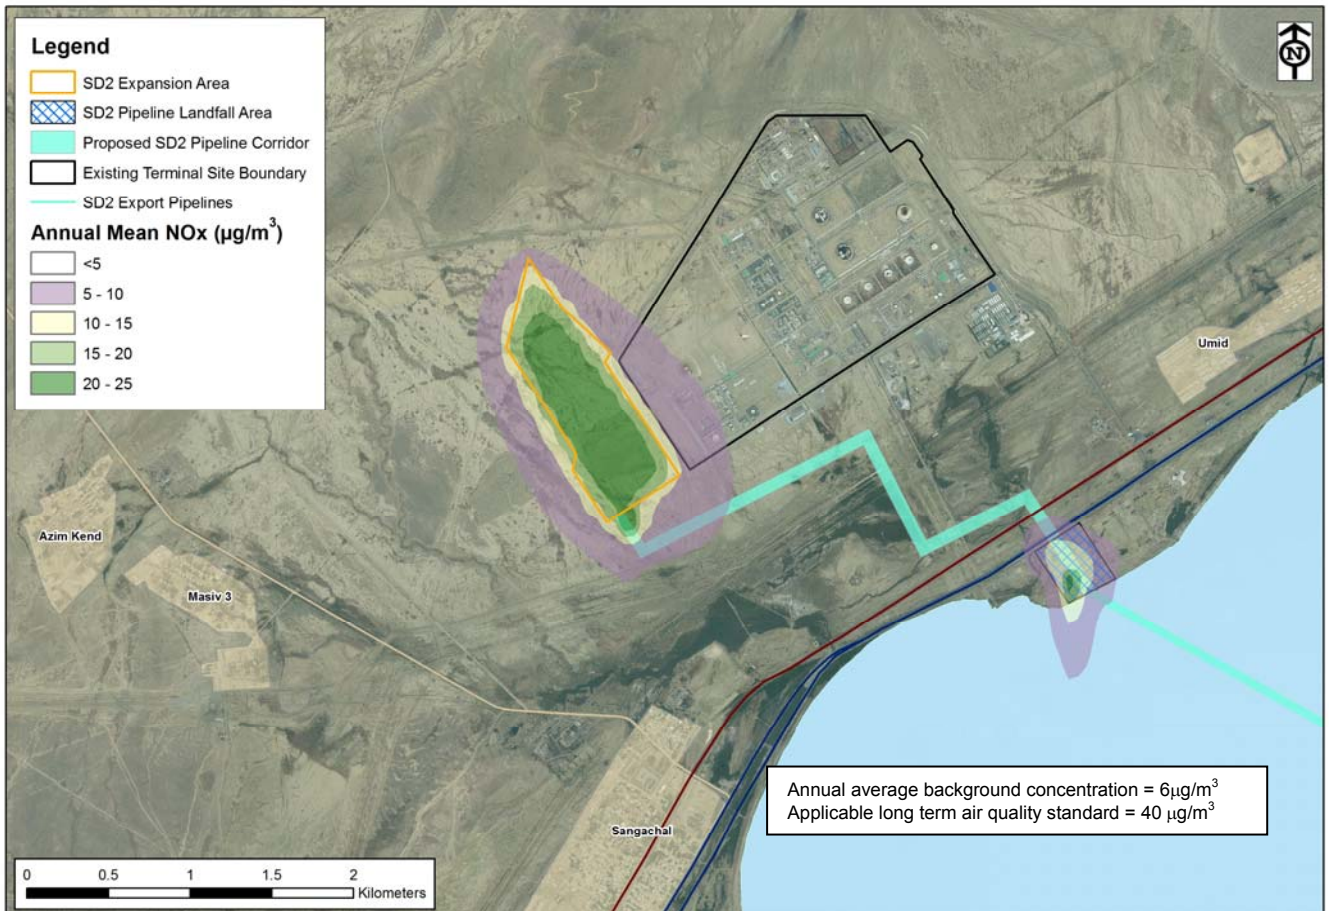 Legend
SD2 Expansion Area
SD2 Pipeline Landfall Area
Proposed SD2 Pipeline Corridor
Existing Terminal Site Boundary
SD2 Export Pipelines
Annual Mean NOx (µg/m³)
<5
5 - 10
10 - 15
15 - 20
20 - 25
N
Umid
Azim Kend
Masiv 3
Sangachal
Annual average background concentration = 6µg/m³
Applicable long term air quality standard = 40 µg/m³
0 0.5 1 1.5 2
Kilometers